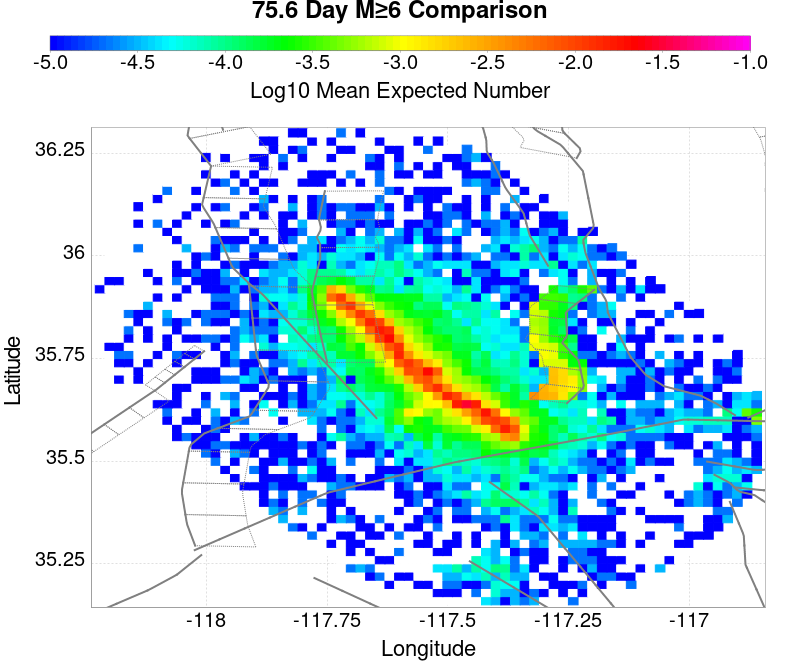 75.6 Day M≥6 Comparison
-5.0 -4.5 -4.0 -3.5 -3.0 -2.5 -2.0 -1.5 -1.0
Log10 Mean Expected Number
36.25
36
35.75
35.5
35.25
Latitude
-118 -117.75 -117.5 -117.25 -117
Longitude